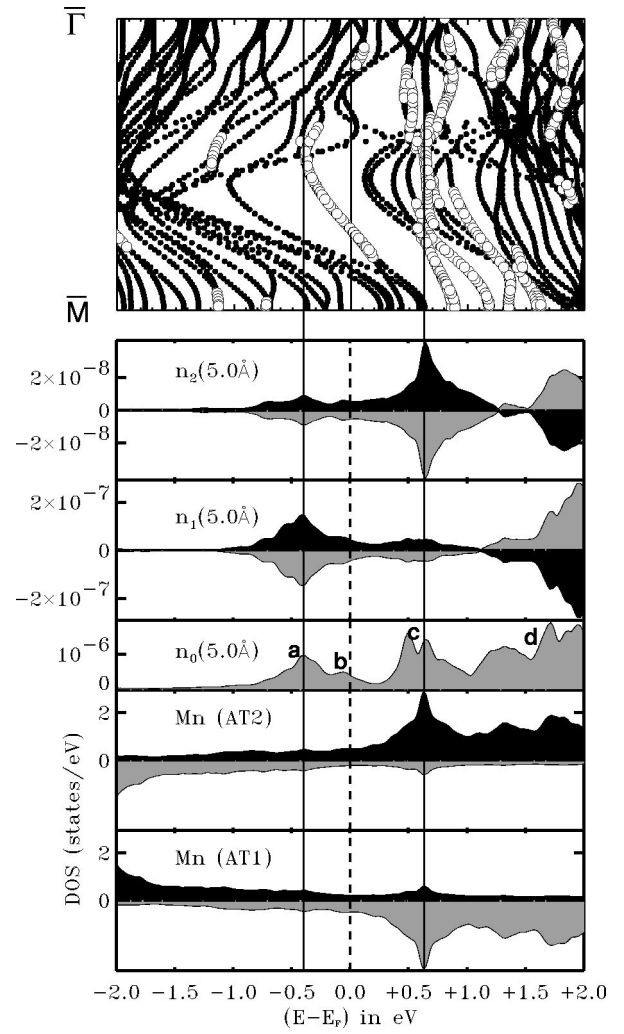 Γ̅
M̅
2×10⁻⁸
0
−2×10⁻⁸
n₂(5.0Å)
2×10⁻⁷
0
−2×10⁻⁷
n₁(5.0Å)
10⁻⁶
0
n₀(5.0Å)
a
b
c
d
2
0
Mn (AT2)
2
0
Mn (AT1)
DOS (states/eV)
−2.0 −1.5 −1.0 −0.5 0.0 +0.5 +1.0 +1.5 +2.0
(E−E_F) in eV